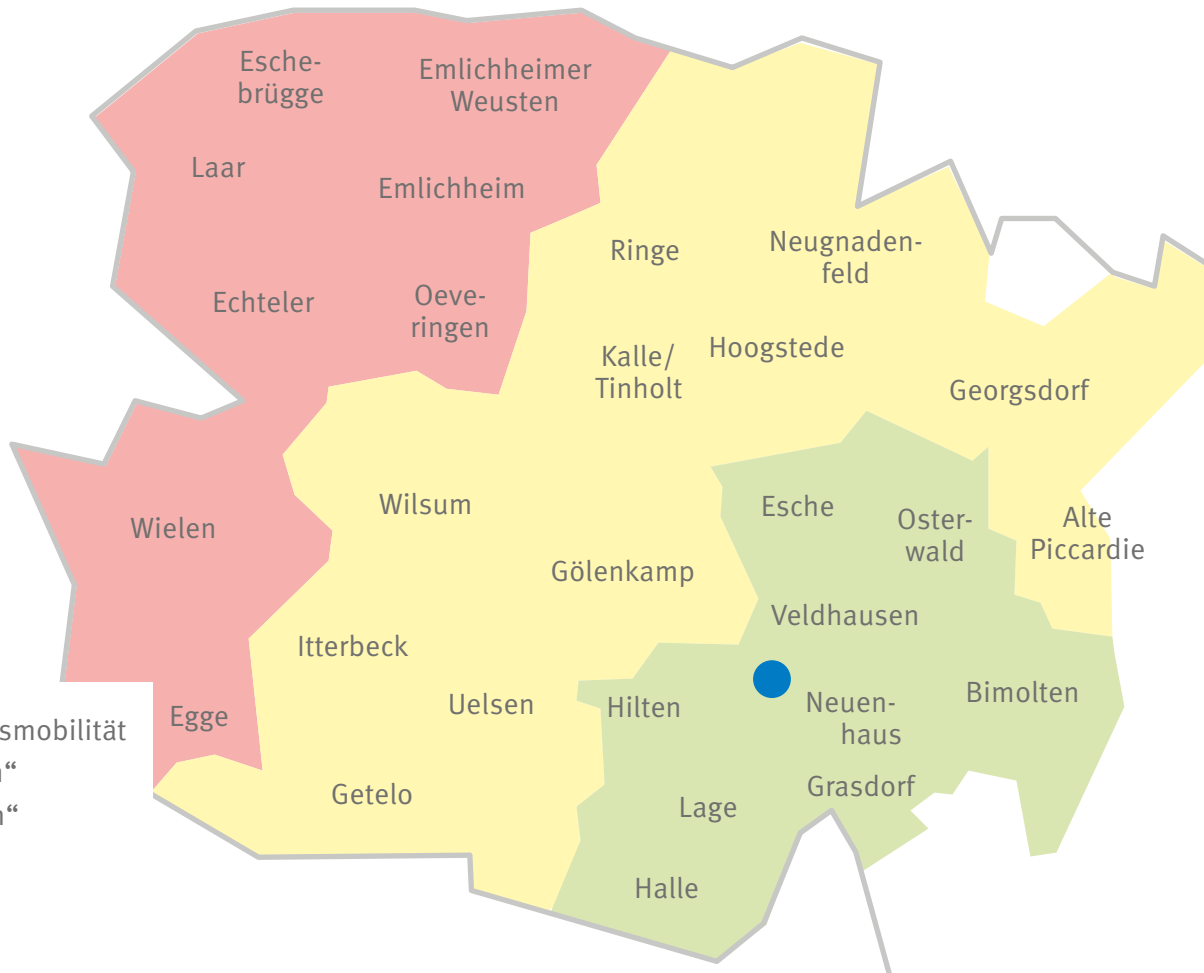 Esche-
brügge
Emlichheimer
Weusten
Laar
Emlichheim
Ringe
Neugnaden-
feld
Echteler
Oeve-
ringen
Kalle/
Tinholt
Hoogstede
Georgsdorf
Wilsum
Esche
Oster-
wald
Alte
Piccardie
Wielen
Gölenkamp
Veldhausen
Itterbeck
Uelsen
Hilten
Neuen-
haus
Bimolten
Egge
smobilität
“
“
Getelo
Lage
Grasdorf
Halle